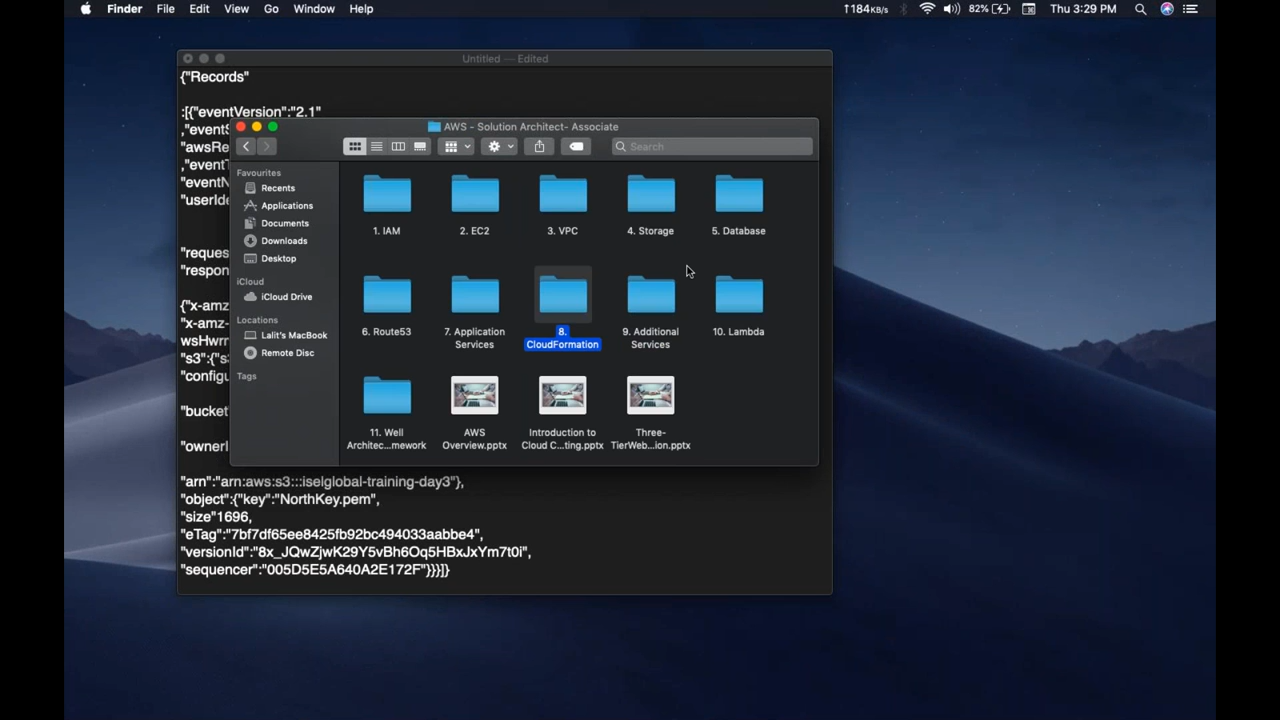 Finder File Edit View Go Window Help ↑184KB/s 82% Thu 3:29 PM
Untitled — Edited
{"Records"
:[{"eventVersion":"2.1"
,"eventS
"awsRe
,"eventT
"eventN
"userIde
"reques
"respon
{"x-amz
"x-amz-
wsHwrr
"s3":{"s
"configu
"bucket
"ownerI
"arn":"arn:aws:s3:::iselglobal-training-day3"},
"object":{"key":"NorthKey.pem",
"size"1696,
"eTag":"7bf7df65ee8425fb92bc494033aabbe4",
"versionId":"8x_JQwZjwK29Y5vBh6Oq5HBxJxYm7t0i",
"sequencer":"005D5E5A640A2E172F"}}}]}
AWS - Solution Architect- Associate
Search
Favourites
Recents
Applications
Documents
Downloads
Desktop
iCloud
iCloud Drive
Locations
Lalit's MacBook
Remote Disc
Tags
1. IAM
2. EC2
3. VPC
4. Storage
5. Database
6. Route53
7. Application
Services
8.
CloudFormation
9. Additional
Services
10. Lambda
11. Well
Architec...mework
AWS
Overview.pptx
Introduction to
Cloud C...ting.pptx
Three-
TierWeb...ion.pptx